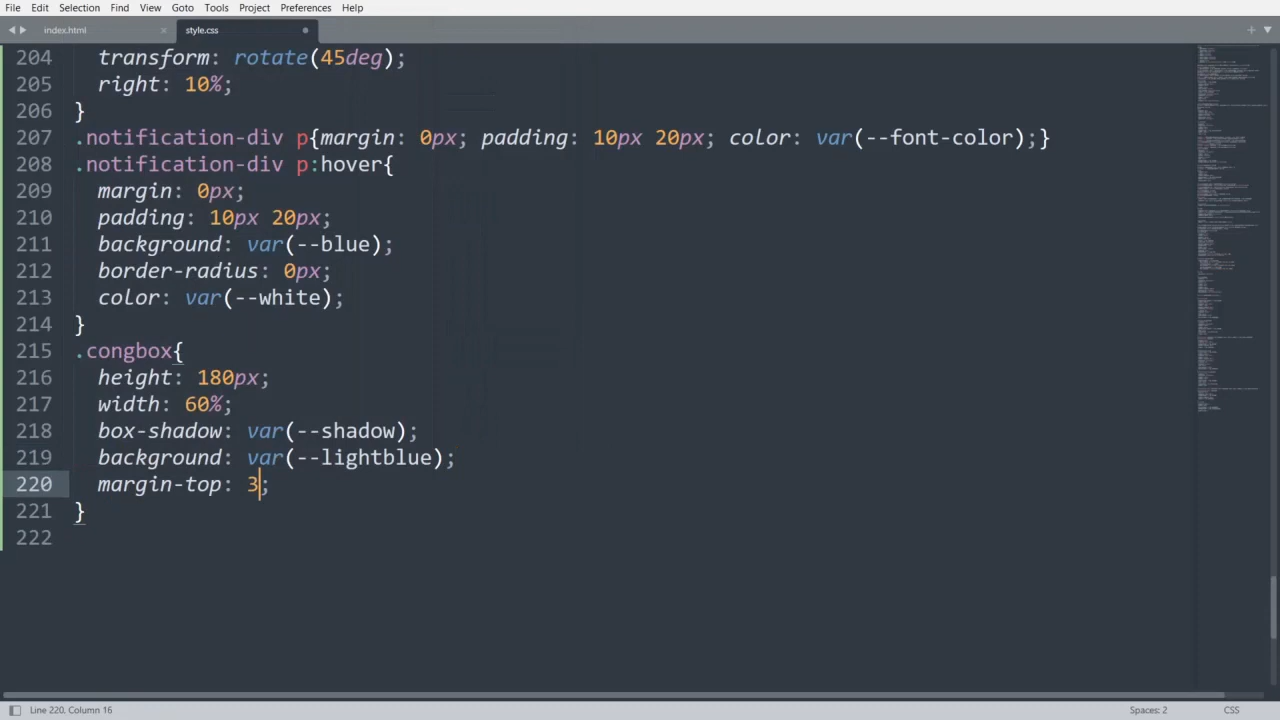 File Edit Selection Find View Goto Tools Project Preferences Help
index.html style.css
204 transform: rotate(45deg);
205 right: 10%;
206 }
207 .notification-div p{margin: 0px; padding: 10px 20px; color: var(--font-color);}
208 .notification-div p:hover{
209 margin: 0px;
210 padding: 10px 20px;
211 background: var(--blue);
212 border-radius: 0px;
213 color: var(--white);
214 }
215 .congbox{
216 height: 180px;
217 width: 60%;
218 box-shadow: var(--shadow);
219 background: var(--lightblue);
220 margin-top: 3;
221 }
222
Line 220, Column 16 Spaces: 2 CSS